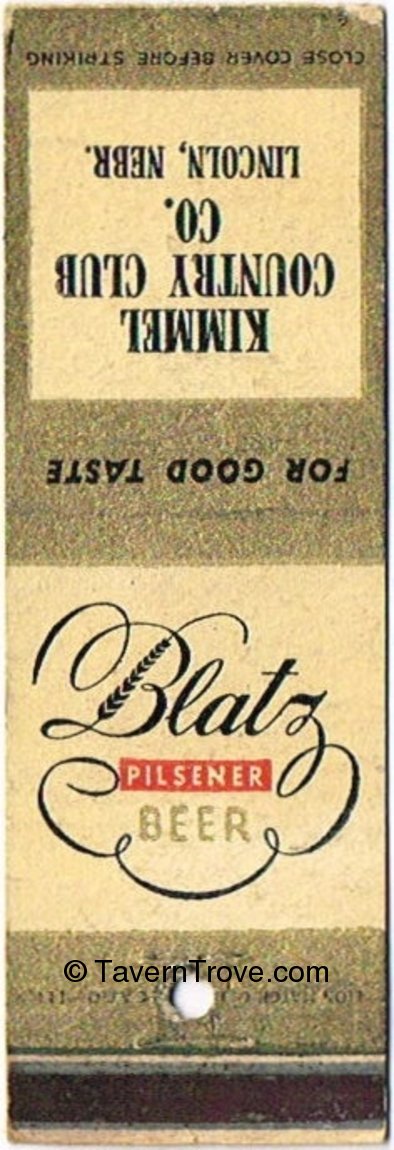 CLOSE COVER BEFORE STRIKING
KIMMEL
COUNTRY CLUB
CO.
LINCOLN, NEBR.
FOR GOOD TASTE
Blatz
PILSENER
BEER
© TavernTrove.com